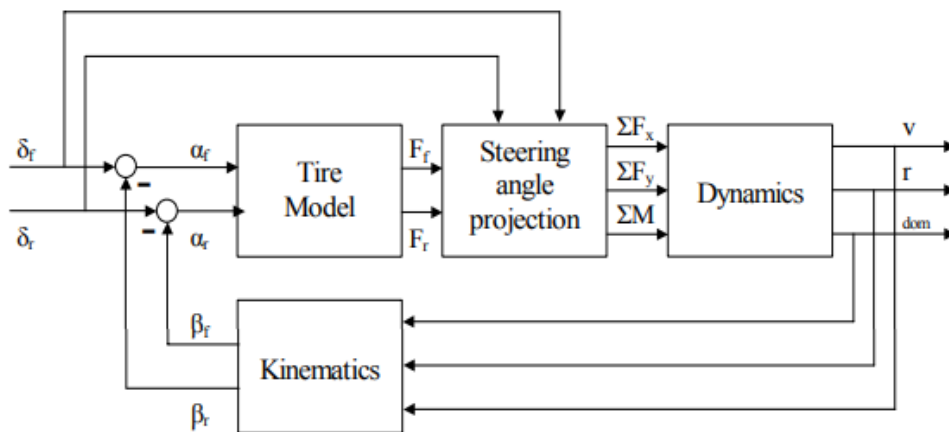 δf
δr
αf
αr
Tire
Model
Ff
Fr
Steering
angle
projection
ΣFx
ΣFy
ΣM
Dynamics
v
r
dom
βf
βr
Kinematics